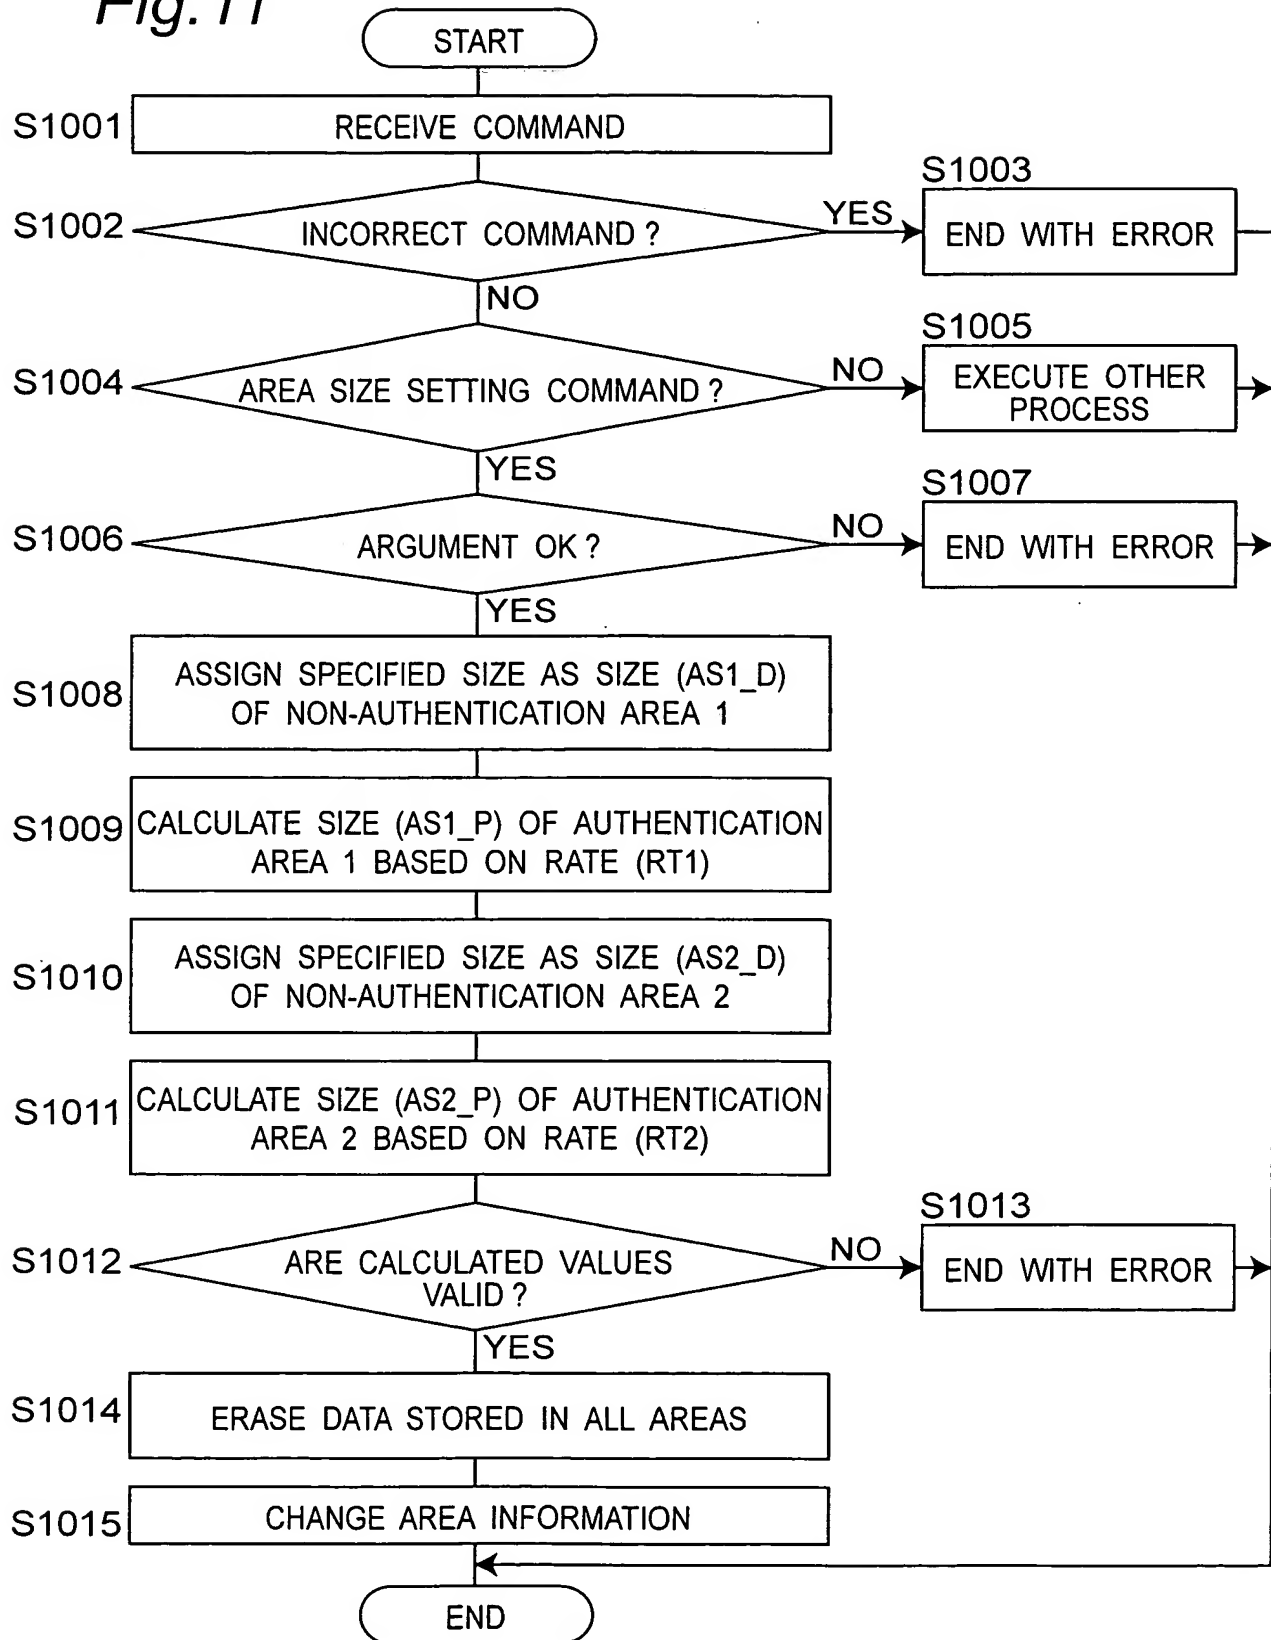 Fig. 11
START
S1001
RECEIVE COMMAND
S1002
INCORRECT COMMAND ?
YES
S1003
END WITH ERROR
NO
S1004
AREA SIZE SETTING COMMAND ?
NO
S1005
EXECUTE OTHER
PROCESS
YES
S1006
ARGUMENT OK ?
NO
S1007
END WITH ERROR
YES
S1008
ASSIGN SPECIFIED SIZE AS SIZE (AS1_D)
OF NON-AUTHENTICATION AREA 1
S1009
CALCULATE SIZE (AS1_P) OF AUTHENTICATION
AREA 1 BASED ON RATE (RT1)
S1010
ASSIGN SPECIFIED SIZE AS SIZE (AS2_D)
OF NON-AUTHENTICATION AREA 2
S1011
CALCULATE SIZE (AS2_P) OF AUTHENTICATION
AREA 2 BASED ON RATE (RT2)
S1012
ARE CALCULATED VALUES
VALID ?
NO
S1013
END WITH ERROR
YES
S1014
ERASE DATA STORED IN ALL AREAS
S1015
CHANGE AREA INFORMATION
END